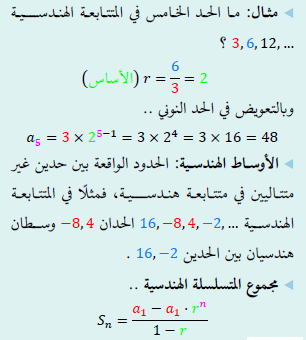 ◄ مثال: ما الحد الخامس في المتتابعة الهندســـية
3,6,12, … ؟
(الأساس) r = 6/3 = 2
وبالتعويض في الحد النوني ..
a₅ = 3 × 2⁵⁻¹ = 3 × 2⁴ = 3 × 16 = 48
◄ الأوساط الهندسية: الحدود الواقعة بين حدين غير
متتاليين في متتابعة هندســـية، فمثلًا في المتتابعة
الهندسية 16, −8,4, −2, … الحدان −8,4 وسطان
هندسيان بين الحدين 16, −2 .
◄ مجموع المتسلسلة الهندسية ..
Sₙ = (a₁ − a₁ · rⁿ)/(1 − r)